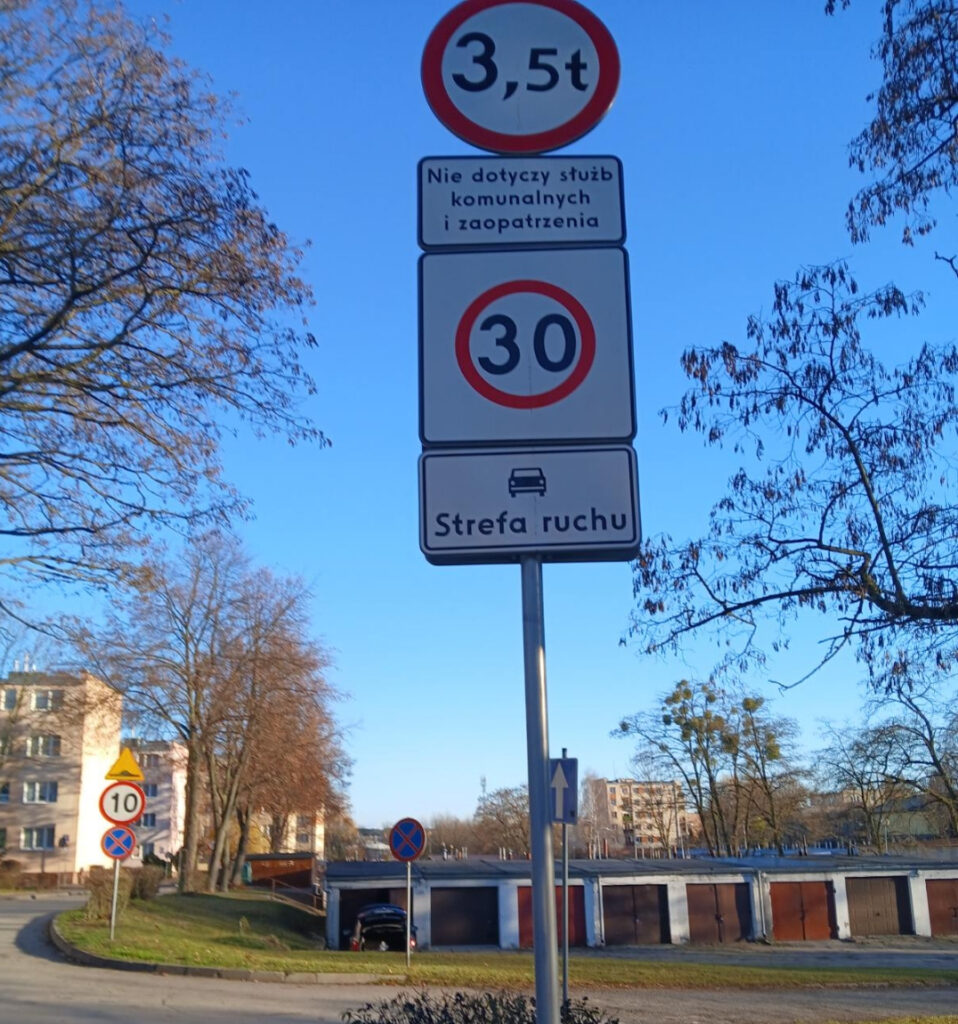 3,5t
Nie dotyczy służb
komunalnych
i zaopatrzenia
30
Strefa ruchu
10